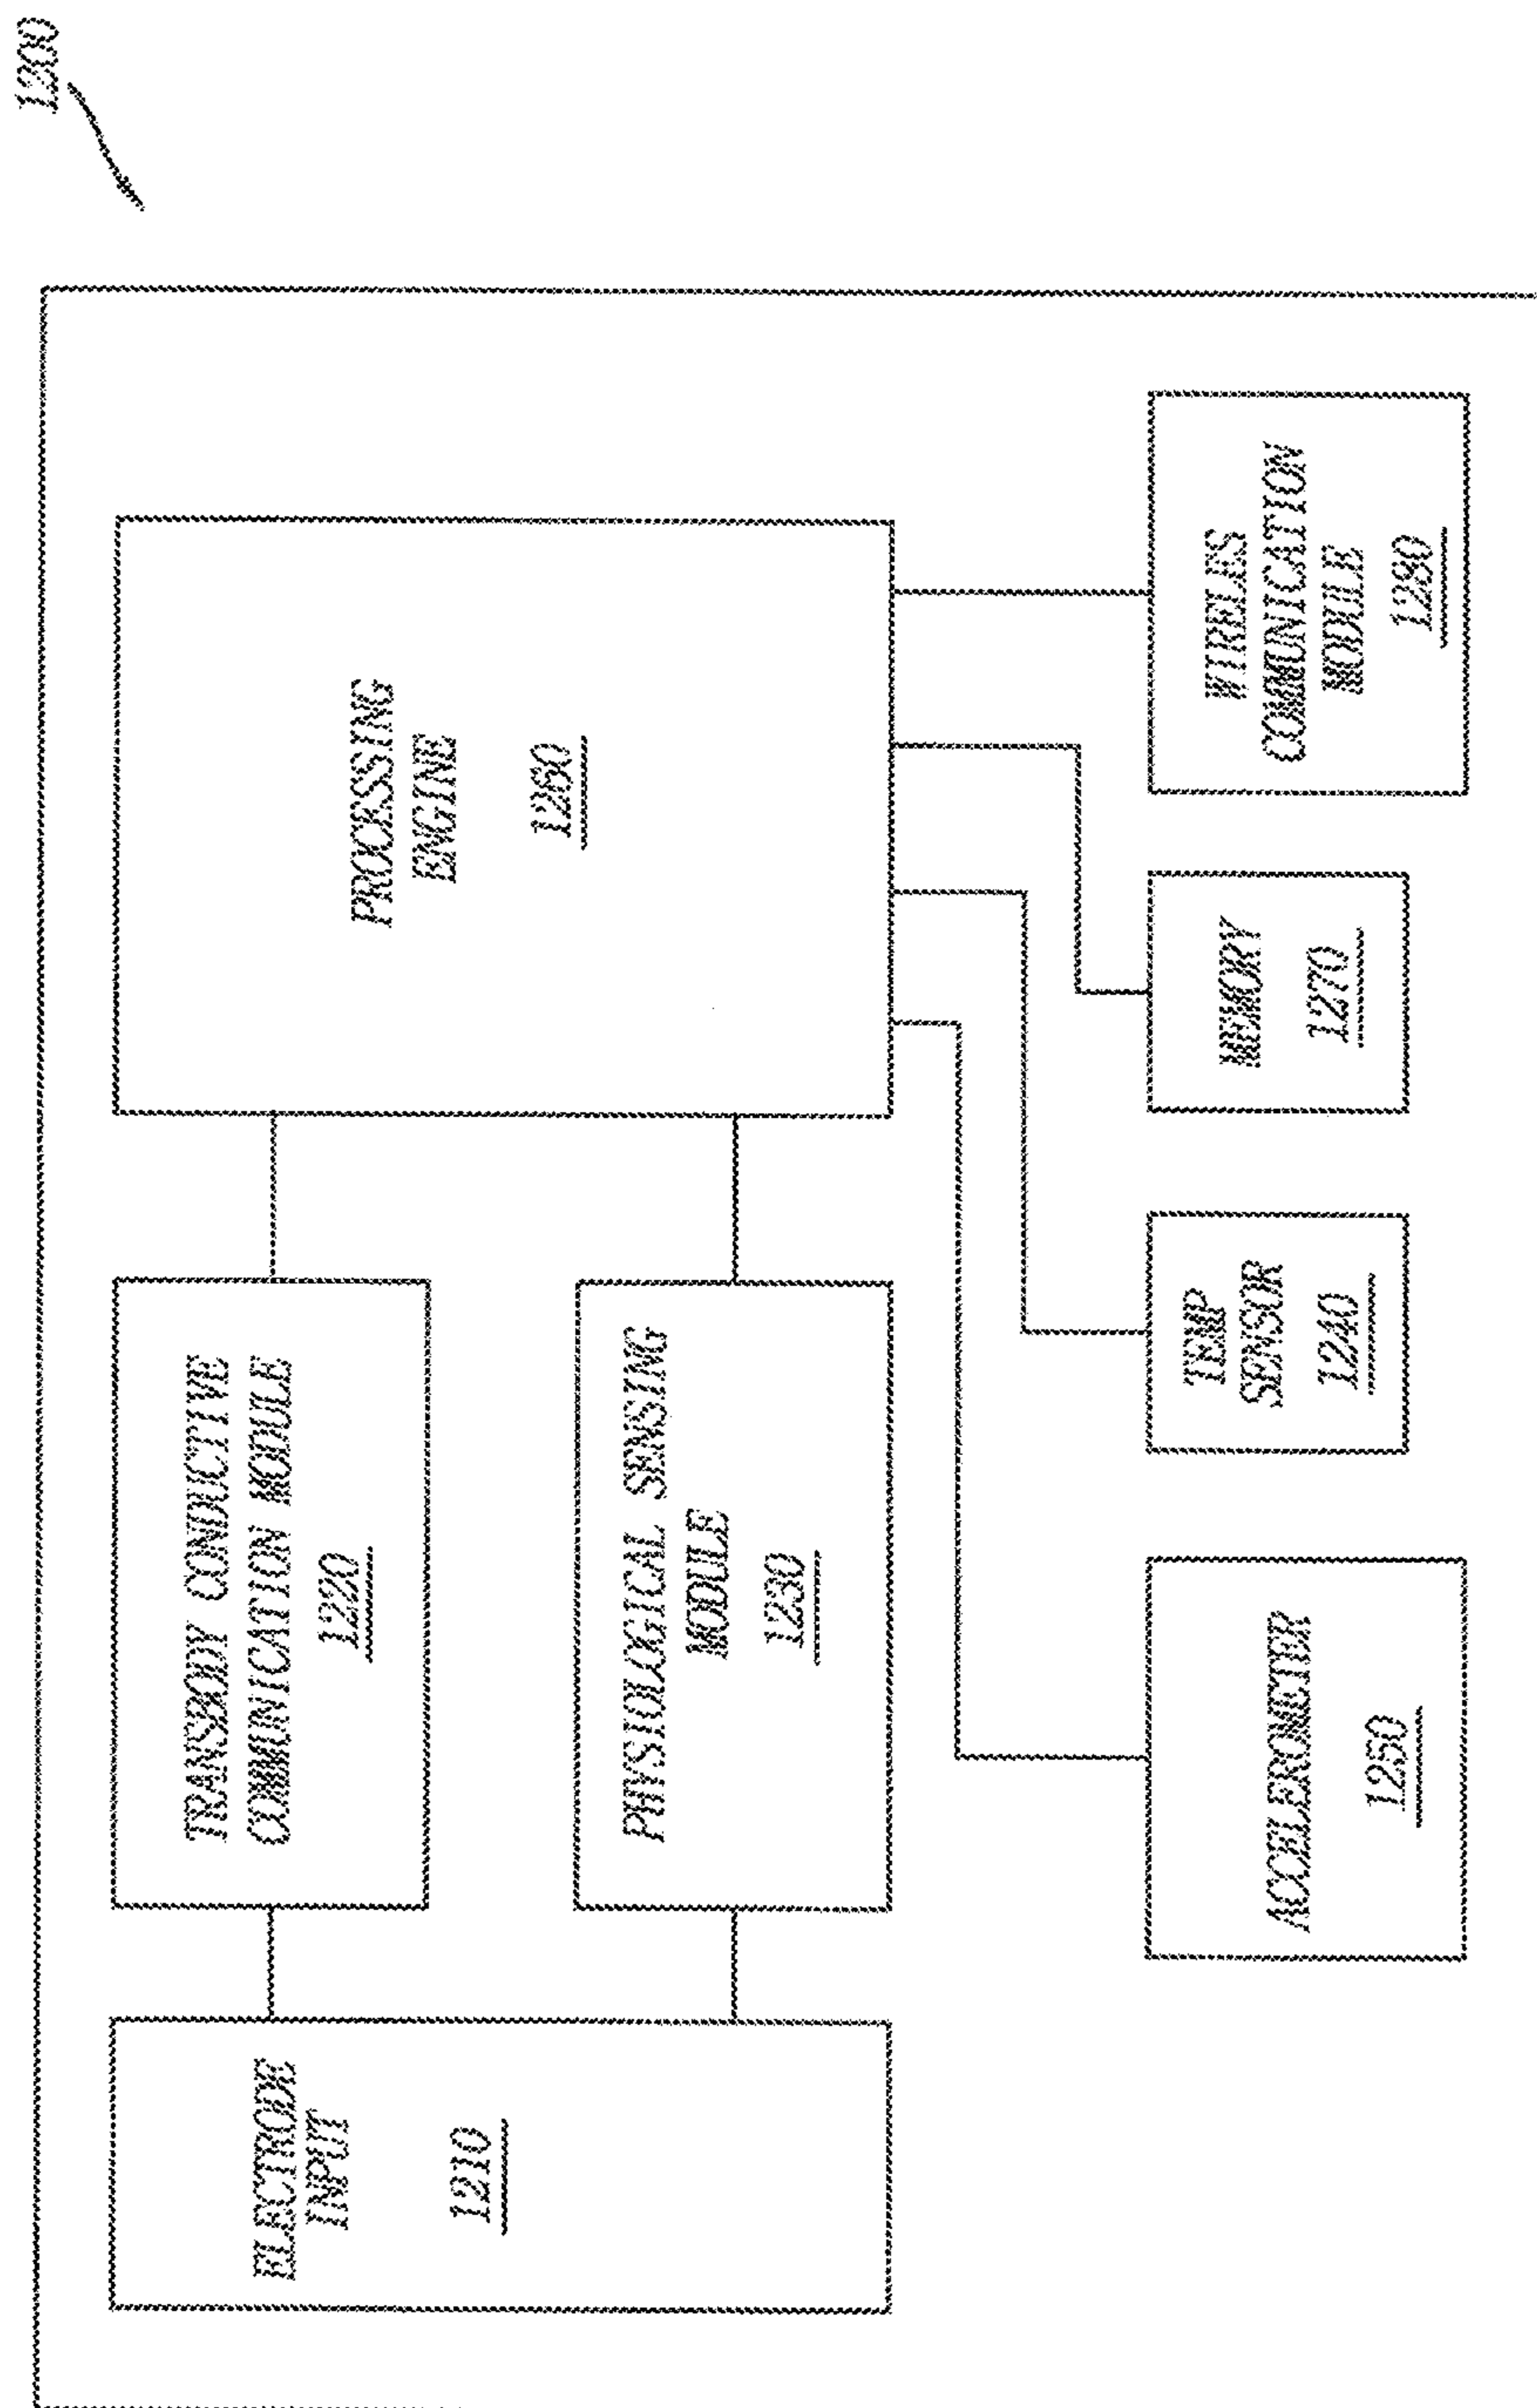 1200
ELECTRODE
INPUT
1210
TRANSBODY CONDUCTIVE
COMMUNICATION MODULE
1220
PHYSIOLOGICAL SENSING
MODULE
1230
PROCESSING
ENGINE
1260
ACCELEROMETER
1250
TEMP
SENSOR
1240
MEMORY
1270
WIRELES
COMMUNICATION
MODULE
1280